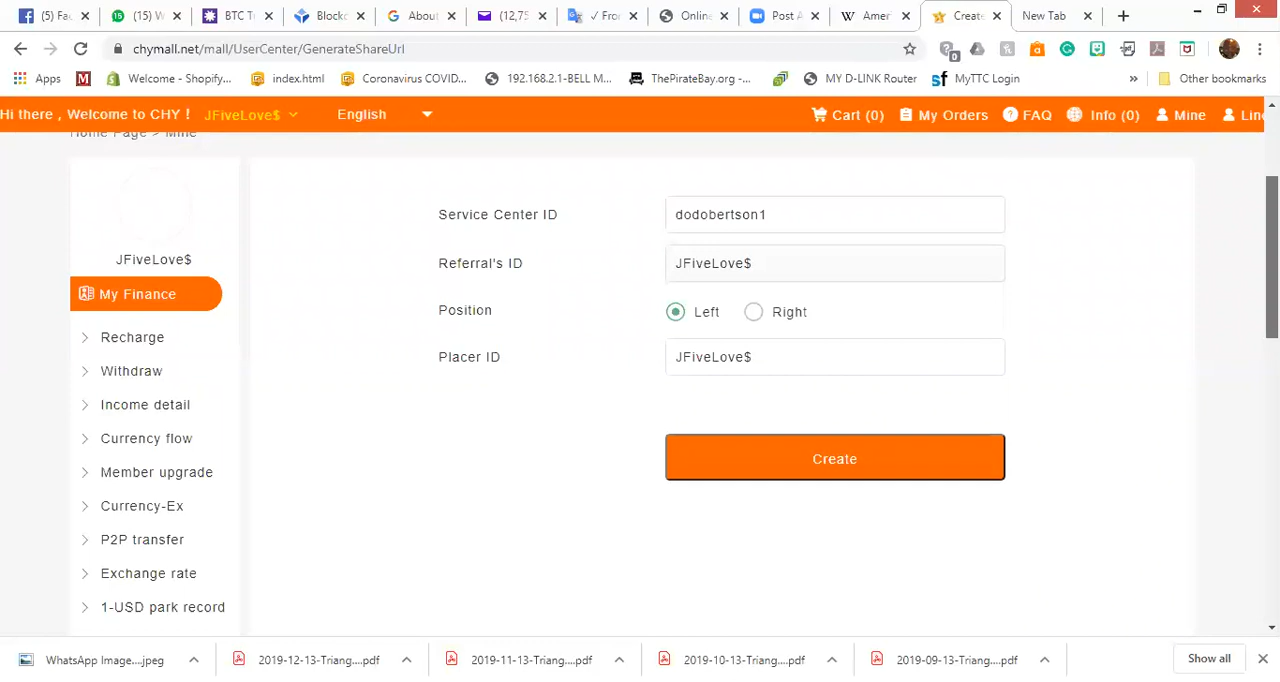 (5) Fa
(15) W
BTC T
Blockc
About
(12,75
✓ Fro
Online
Post A
Amer
Create
New Tab
chymall.net/mall/UserCenter/GenerateShareUrl
Apps
Welcome - Shopify...
index.html
Coronavirus COVID...
192.168.2.1-BELL M...
ThePirateBay.org -...
MY D-LINK Router
MyTTC Login
»
Other bookmarks
Hi there , Welcome to CHY !
JFiveLove$
English
Cart (0)
My Orders
FAQ
Info (0)
Mine
Home Page > Mine
Service Center ID
dodobertson1
JFiveLove$
Referral's ID
JFiveLove$
My Finance
Position
Left
Right
Recharge
Placer ID
JFiveLove$
Withdraw
Income detail
Currency flow
Create
Member upgrade
Currency-Ex
P2P transfer
Exchange rate
1-USD park record
WhatsApp Image....jpeg
2019-12-13-Triang....pdf
2019-11-13-Triang....pdf
2019-10-13-Triang....pdf
2019-09-13-Triang....pdf
Show all